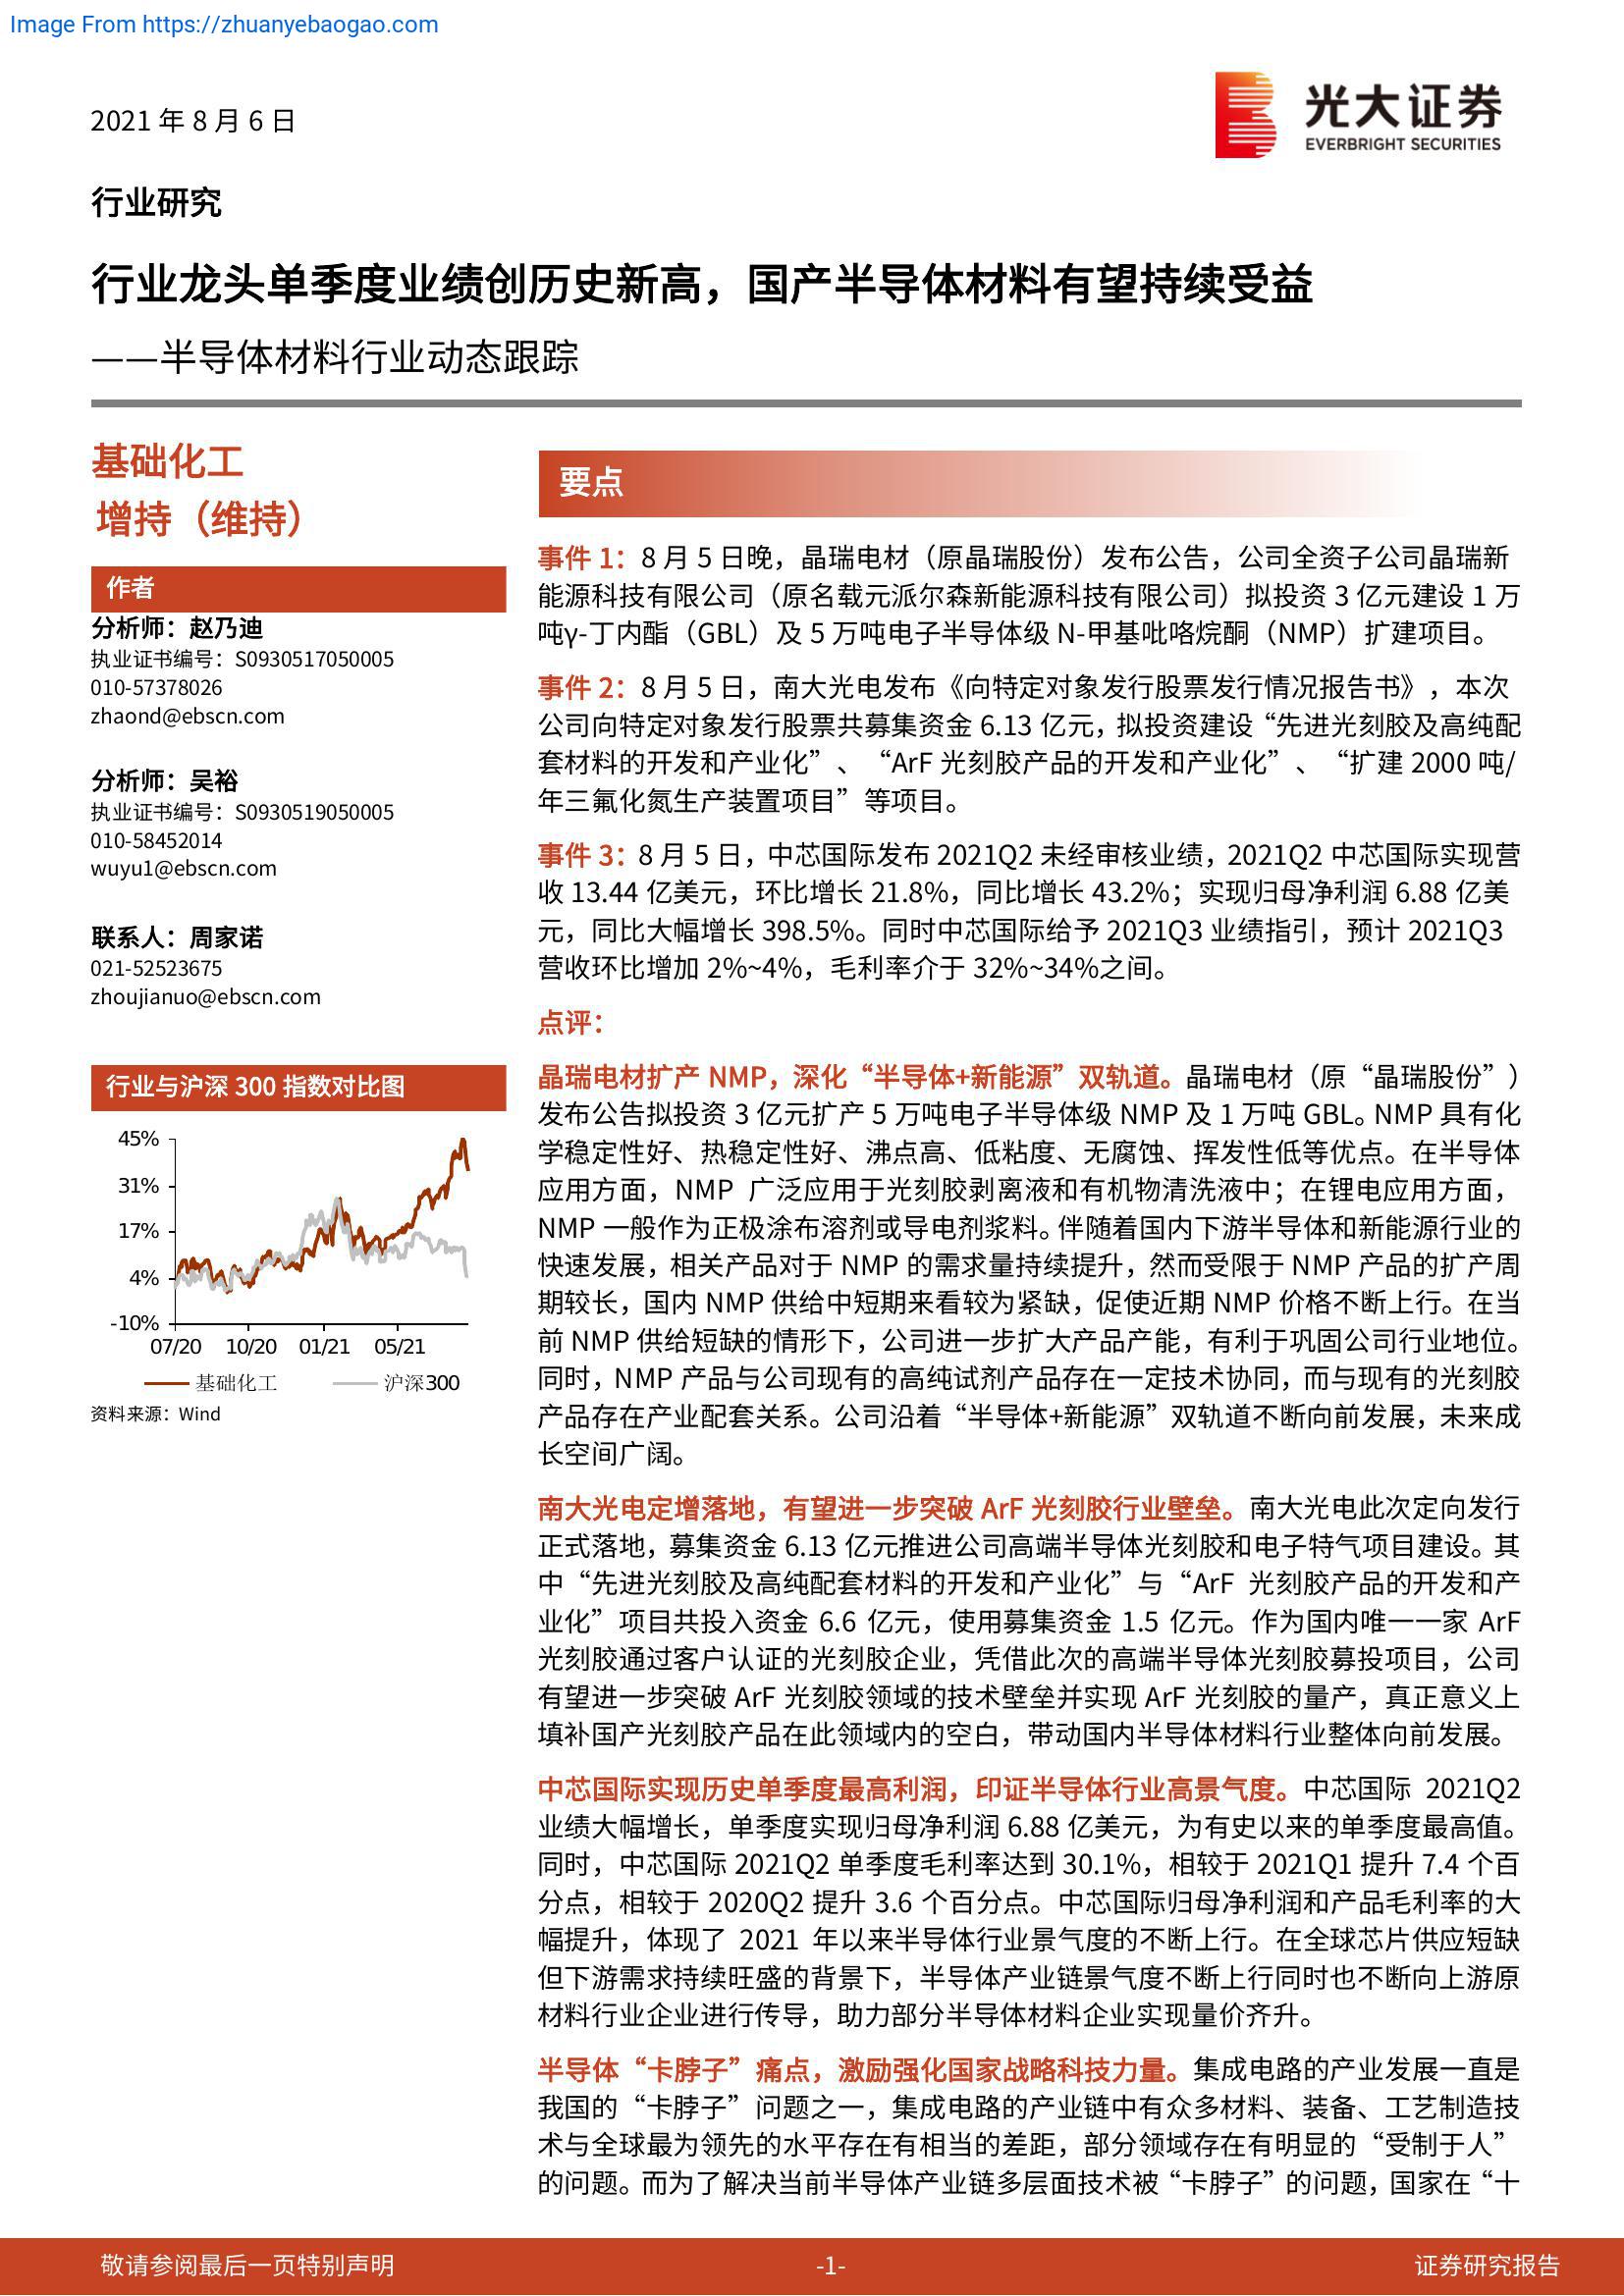 Image From https://zhuanyebaogao.com
2021 年 8 月 6 日
光大证券
EVERBRIGHT SECURITIES
行业研究
行业龙头单季度业绩创历史新高，国产半导体材料有望持续受益
——半导体材料行业动态跟踪
基础化工
增持（维持）
作者
分析师：赵乃迪
执业证书编号：S0930517050005
010-57378026
zhaond@ebscn.com
分析师：吴裕
执业证书编号：S0930519050005
010-58452014
wuyu1@ebscn.com
联系人：周家诺
021-52523675
zhoujianuo@ebscn.com
行业与沪深 300 指数对比图
45%
31%
17%
4%
-10%
07/20 10/20 01/21 05/21
基础化工 沪深300
资料来源：Wind
要点
事件 1：8 月 5 日晚，晶瑞电材（原晶瑞股份）发布公告，公司全资子公司晶瑞新
能源科技有限公司（原名载元派尔森新能源科技有限公司）拟投资 3 亿元建设 1 万
吨γ-丁内酯（GBL）及 5 万吨电子半导体级 N-甲基吡咯烷酮（NMP）扩建项目。
事件 2：8 月 5 日，南大光电发布《向特定对象发行股票发行情况报告书》，本次
公司向特定对象发行股票共募集资金 6.13 亿元，拟投资建设“先进光刻胶及高纯配
套材料的开发和产业化”、“ArF 光刻胶产品的开发和产业化”、“扩建 2000 吨/
年三氟化氮生产装置项目”等项目。
事件 3：8 月 5 日，中芯国际发布 2021Q2 未经审核业绩，2021Q2 中芯国际实现营
收 13.44 亿美元，环比增长 21.8%，同比增长 43.2%；实现归母净利润 6.88 亿美
元，同比大幅增长 398.5%。同时中芯国际给予 2021Q3 业绩指引，预计 2021Q3
营收环比增加 2%~4%，毛利率介于 32%~34%之间。
点评：
晶瑞电材扩产 NMP，深化“半导体+新能源”双轨道。晶瑞电材（原“晶瑞股份”）
发布公告拟投资 3 亿元扩产 5 万吨电子半导体级 NMP 及 1 万吨 GBL。NMP 具有化
学稳定性好、热稳定性好、沸点高、低粘度、无腐蚀、挥发性低等优点。在半导体
应用方面，NMP 广泛应用于光刻胶剥离液和有机物清洗液中；在锂电应用方面，
NMP 一般作为正极涂布溶剂或导电剂浆料。伴随着国内下游半导体和新能源行业的
快速发展，相关产品对于 NMP 的需求量持续提升，然而受限于 NMP 产品的扩产周
期较长，国内 NMP 供给中短期来看较为紧缺，促使近期 NMP 价格不断上行。在当
前 NMP 供给短缺的情形下，公司进一步扩大产品产能，有利于巩固公司行业地位。
同时，NMP 产品与公司现有的高纯试剂产品存在一定技术协同，而与现有的光刻胶
产品存在产业配套关系。公司沿着“半导体+新能源”双轨道不断向前发展，未来成
长空间广阔。
南大光电定增落地，有望进一步突破 ArF 光刻胶行业壁垒。南大光电此次定向发行
正式落地，募集资金 6.13 亿元推进公司高端半导体光刻胶和电子特气项目建设。其
中“先进光刻胶及高纯配套材料的开发和产业化”与“ArF 光刻胶产品的开发和产
业化”项目共投入资金 6.6 亿元，使用募集资金 1.5 亿元。作为国内唯一一家 ArF
光刻胶通过客户认证的光刻胶企业，凭借此次的高端半导体光刻胶募投项目，公司
有望进一步突破 ArF 光刻胶领域的技术壁垒并实现 ArF 光刻胶的量产，真正意义上
填补国产光刻胶产品在此领域内的空白，带动国内半导体材料行业整体向前发展。
中芯国际实现历史单季度最高利润，印证半导体行业高景气度。中芯国际 2021Q2
业绩大幅增长，单季度实现归母净利润 6.88 亿美元，为有史以来的单季度最高值。
同时，中芯国际 2021Q2 单季度毛利率达到 30.1%，相较于 2021Q1 提升 7.4 个百
分点，相较于 2020Q2 提升 3.6 个百分点。中芯国际归母净利润和产品毛利率的大
幅提升，体现了 2021 年以来半导体行业景气度的不断上行。在全球芯片供应短缺
但下游需求持续旺盛的背景下，半导体产业链景气度不断上行同时也不断向上游原
材料行业企业进行传导，助力部分半导体材料企业实现量价齐升。
半导体“卡脖子”痛点，激励强化国家战略科技力量。集成电路的产业发展一直是
我国的“卡脖子”问题之一，集成电路的产业链中有众多材料、装备、工艺制造技
术与全球最为领先的水平存在有相当的差距，部分领域存在有明显的“受制于人”
的问题。而为了解决当前半导体产业链多层面技术被“卡脖子”的问题，国家在“十
敬请参阅最后一页特别声明
-1-
证券研究报告